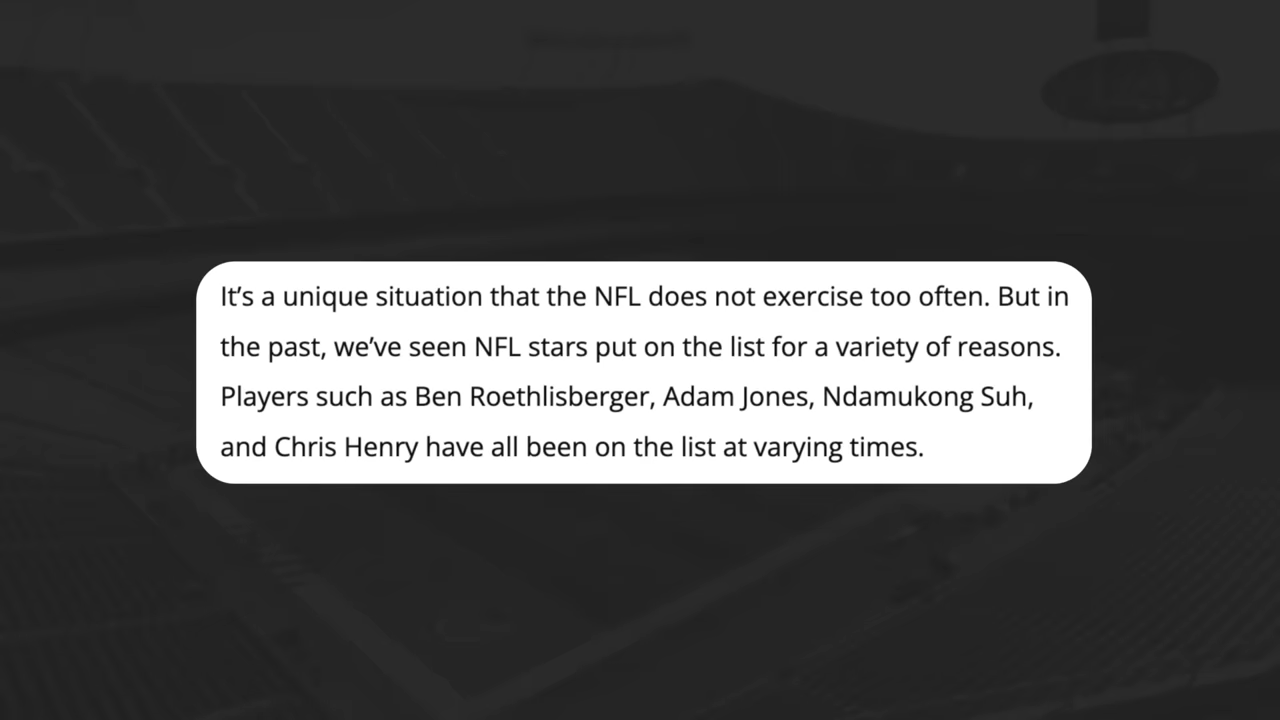 It’s a unique situation that the NFL does not exercise too often. But in
the past, we’ve seen NFL stars put on the list for a variety of reasons.
Players such as Ben Roethlisberger, Adam Jones, Ndamukong Suh,
and Chris Henry have all been on the list at varying times.